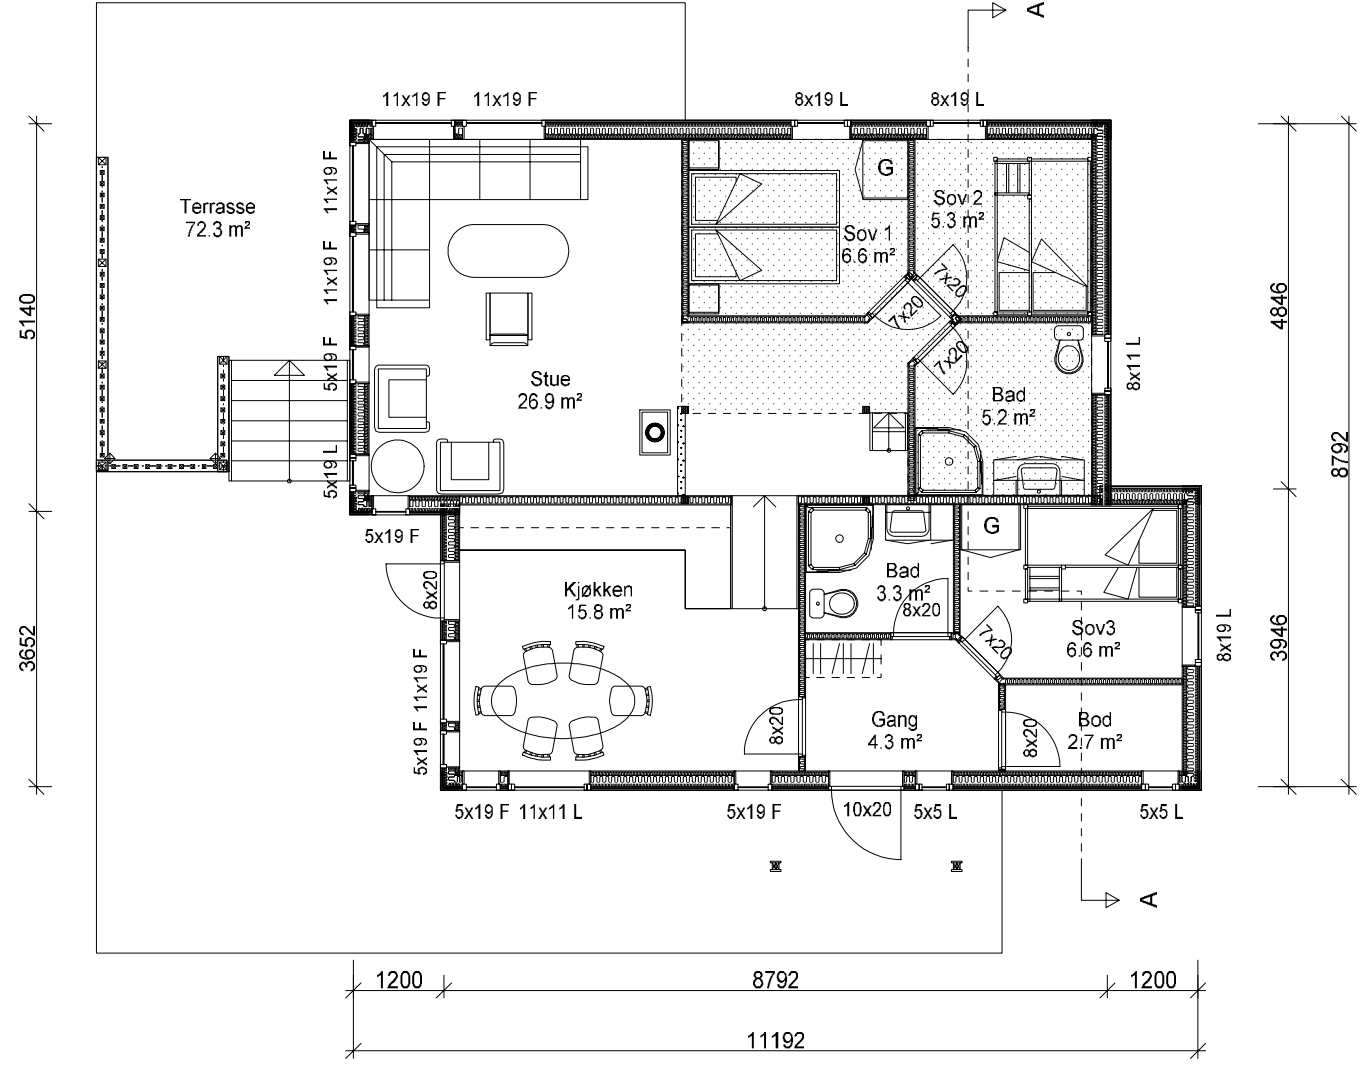 A
11x19 F
11x19 F
8x19 L
8x19 L
11x19 F
Terrasse
72.3 m²
G
Sov 2
5.3 m²
Sov 1
6.6 m²
11x19 F
7x20
7x20
5140
4846
5x19 F
7x20
8x11 L
Stue
26.9 m²
Bad
5.2 m²
8792
5x19 L
5x19 F
G
8x20
Kjøkken
15.8 m²
Bad
3.3 m²
8x20
Sov3
6.6 m²
7x20
8x19 L
3652
3946
11x19 F
5x19 F
8x20
Gang
4.3 m²
8x20
Bod
2.7 m²
5x19 F
11x11 L
5x19 F
10x20
5x5 L
5x5 L
A
1200
8792
1200
11192